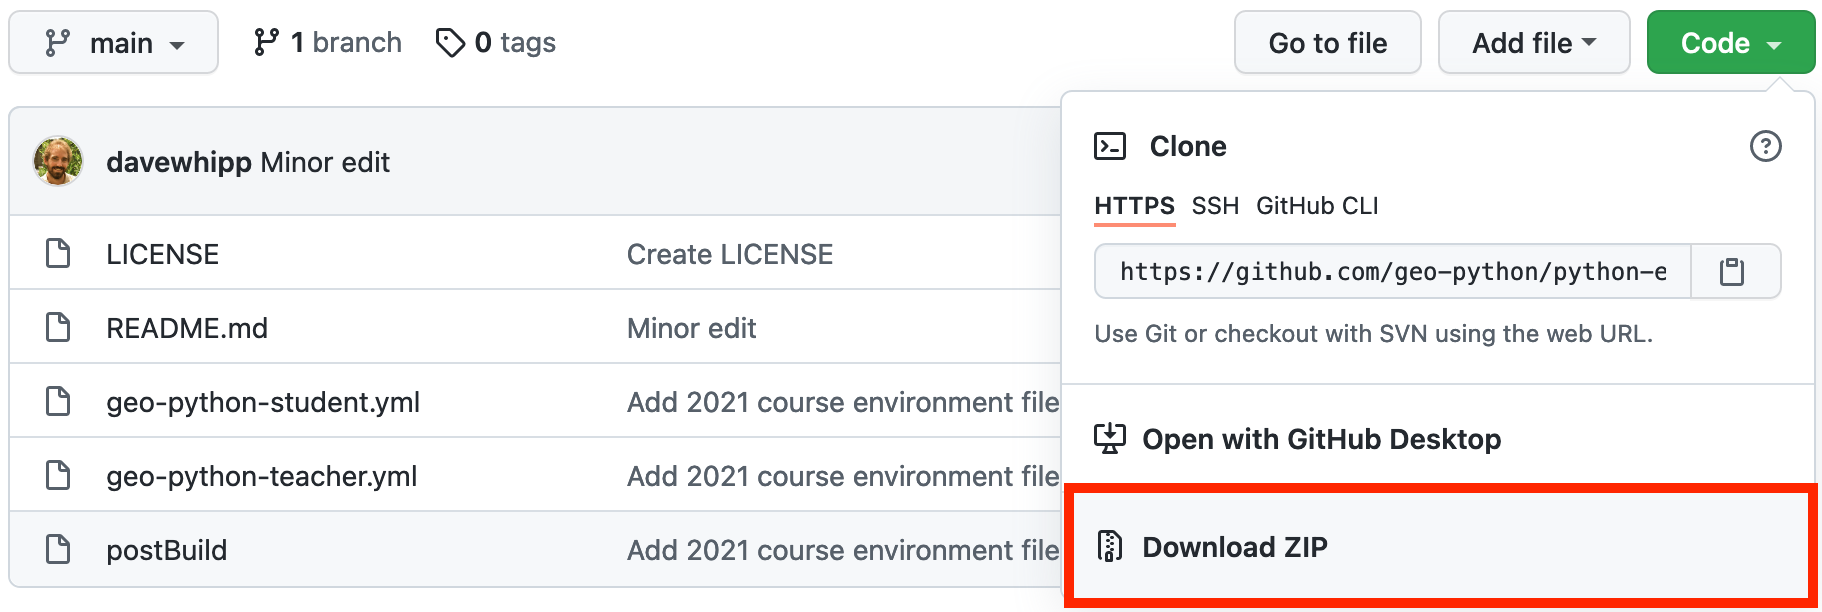 main
1 branch
0 tags
Go to file
Add file
Code
davewhipp Minor edit
LICENSE
Create LICENSE
README.md
Minor edit
geo-python-student.yml
Add 2021 course environment file
geo-python-teacher.yml
Add 2021 course environment file
postBuild
Add 2021 course environment file
Clone
HTTPS SSH GitHub CLI
https://github.com/geo-python/python-e
Use Git or checkout with SVN using the web URL.
Open with GitHub Desktop
Download ZIP